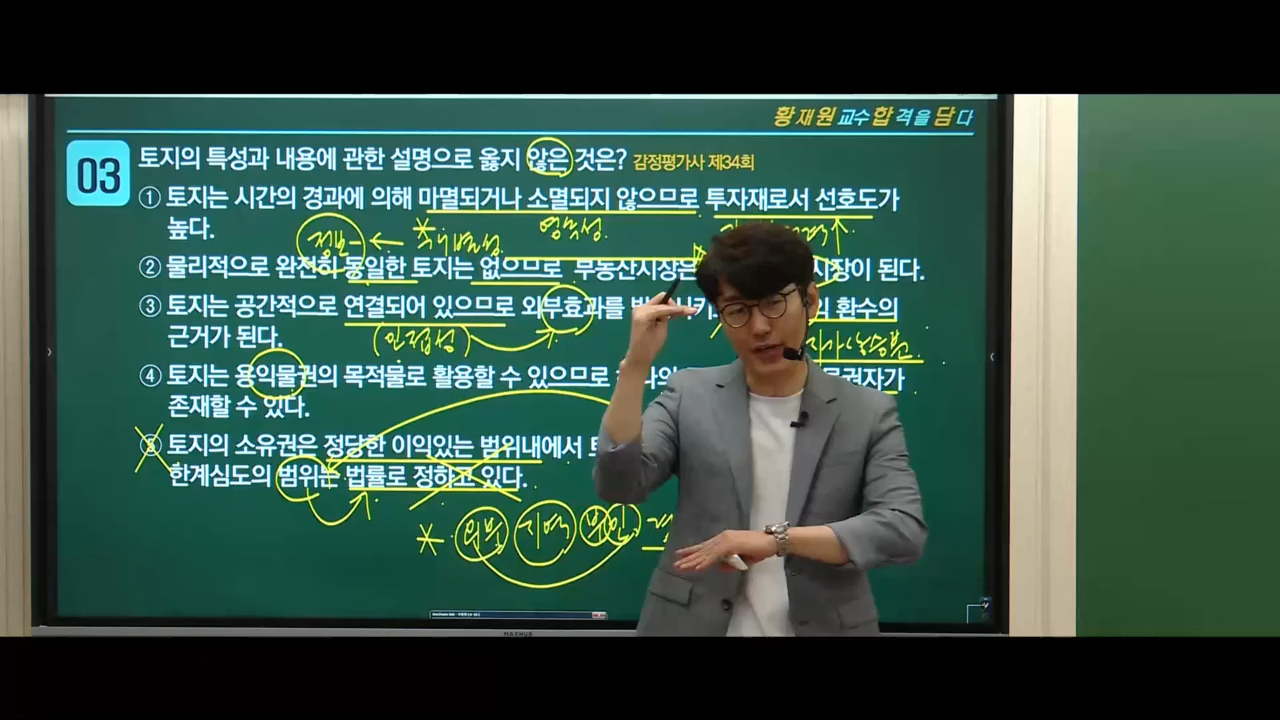 황재원 교수 합격을 담다
03 토지의 특성과 내용에 관한 설명으로 옳지 않은 것은? 감정평가사 제34회
① 토지는 시간의 경과에 의해 마멸되거나 소멸되지 않으므로 투자재로서 선호도가
높다.
영속성
정보
② 물리적으로 완전히 동일한 토지는 없으므로 부동산시장은 시장이 된다.
③ 토지는 공간적으로 연결되어 있으므로 외부효과를 환수의
근거가 된다.
(인접성)
④ 토지는 용익물권의 목적물로 활용할 수 있으므로 물권자가
존재할 수 있다.
⑤ 토지의 소유권은 정당한 이익있는 범위내에서
한계심도의 범위는 법률로 정하고 있다.
외부 지역 부 인